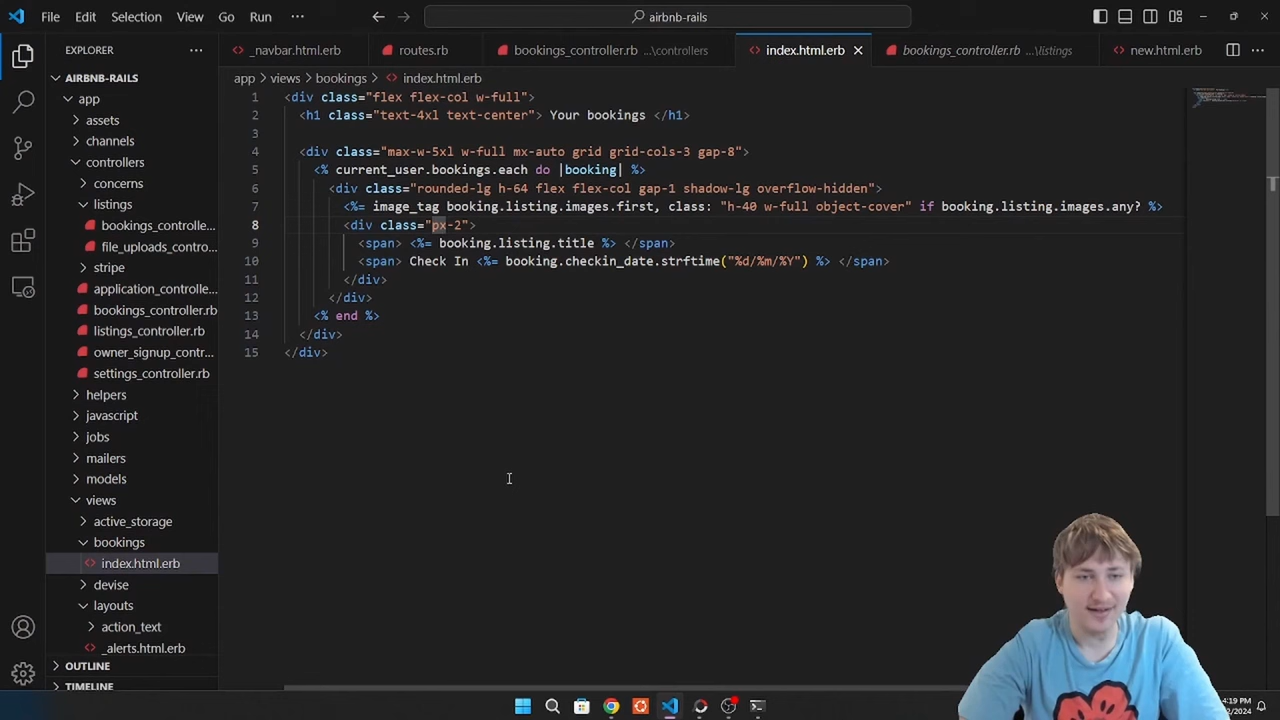 File Edit Selection View Go Run ··· airbnb-rails
EXPLORER ···
_navbar.html.erb routes.rb bookings_controller.rb ...\controllers index.html.erb bookings_controller.rb ...\listings new.html.erb ···
AIRBNB-RAILS
app > views > bookings > index.html.erb
app
assets
channels
controllers
concerns
listings
bookings_controlle...
file_uploads_contro...
stripe
application_controlle...
bookings_controller.rb
listings_controller.rb
owner_signup_contr...
settings_controller.rb
helpers
javascript
jobs
mailers
models
views
active_storage
bookings
index.html.erb
devise
layouts
action_text
_alerts.html.erb
OUTLINE
TIMELINE
1 <div class="flex flex-col w-full">
2 <h1 class="text-4xl text-center"> Your bookings </h1>
3
4 <div class="max-w-5xl w-full mx-auto grid grid-cols-3 gap-8">
5 <% current_user.bookings.each do |booking| %>
6 <div class="rounded-lg h-64 flex flex-col gap-1 shadow-lg overflow-hidden">
7 <%= image_tag booking.listing.images.first, class: "h-40 w-full object-cover" if booking.listing.images.any? %>
8 <div class="px-2">
9 <span> <%= booking.listing.title %> </span>
10 <span> Check In <%= booking.checkin_date.strftime("%d/%m/%Y") %> </span>
11 </div>
12 </div>
13 <% end %>
14 </div>
15 </div>